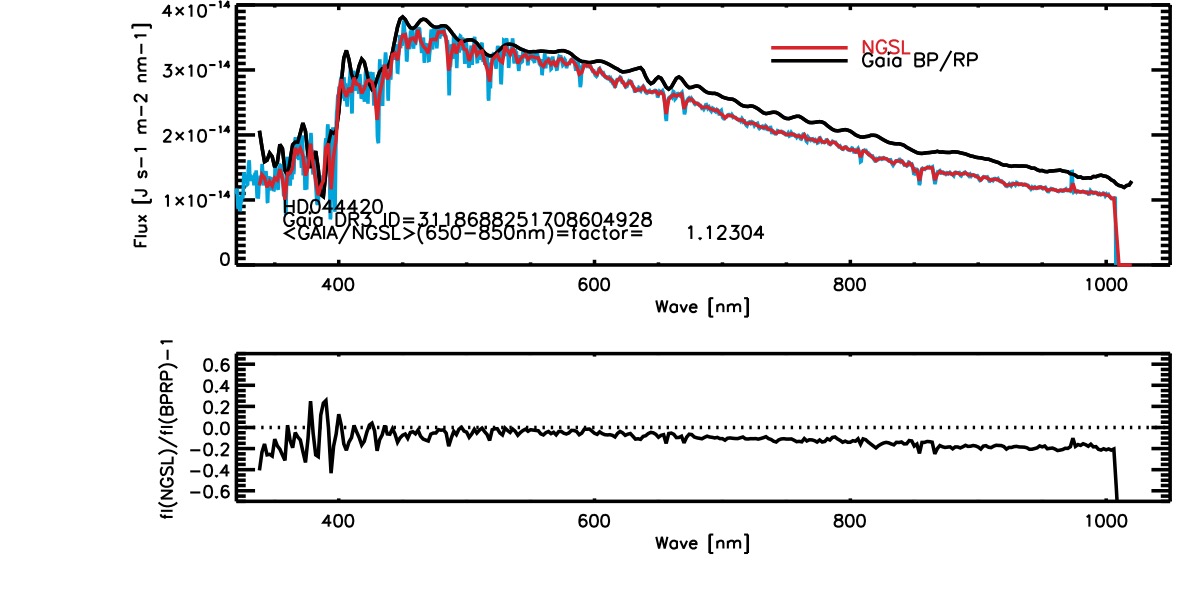 4×10−14
3×10−14
2×10−14
1×10−14
0
Flux [J s−1 m−2 nm−1]
NGSL
Gaia BP/RP
HD044420
Gaia DR3 ID=3118688251708604928
<GAIA/NGSL>(650−850nm)=factor= 1.12304
400 600 800 1000
Wave [nm]
fl(NGSL)/fl(BPRP)−1
0.6
0.4
0.2
0.0
−0.2
−0.4
−0.6
400 600 800 1000
Wave [nm]